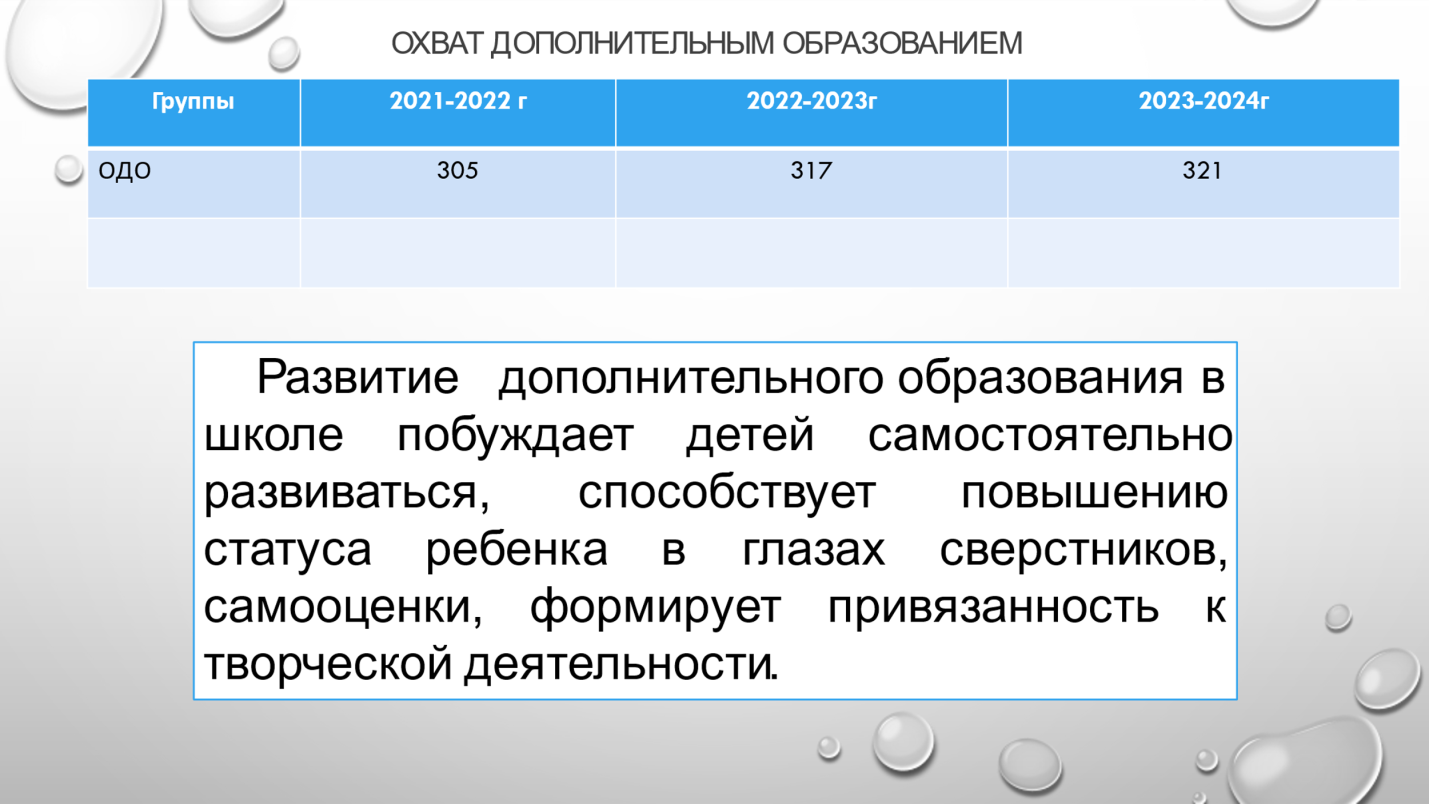 ОХВАТ ДОПОЛНИТЕЛЬНЫМ ОБРАЗОВАНИЕМ
Группы 2021-2022 г 2022-2023г 2023-2024г
ОДО 305 317 321
Развитие дополнительного образования в
школе побуждает детей самостоятельно
развиваться, способствует повышению
статуса ребенка в глазах сверстников,
самооценки, формирует привязанность к
творческой деятельности.